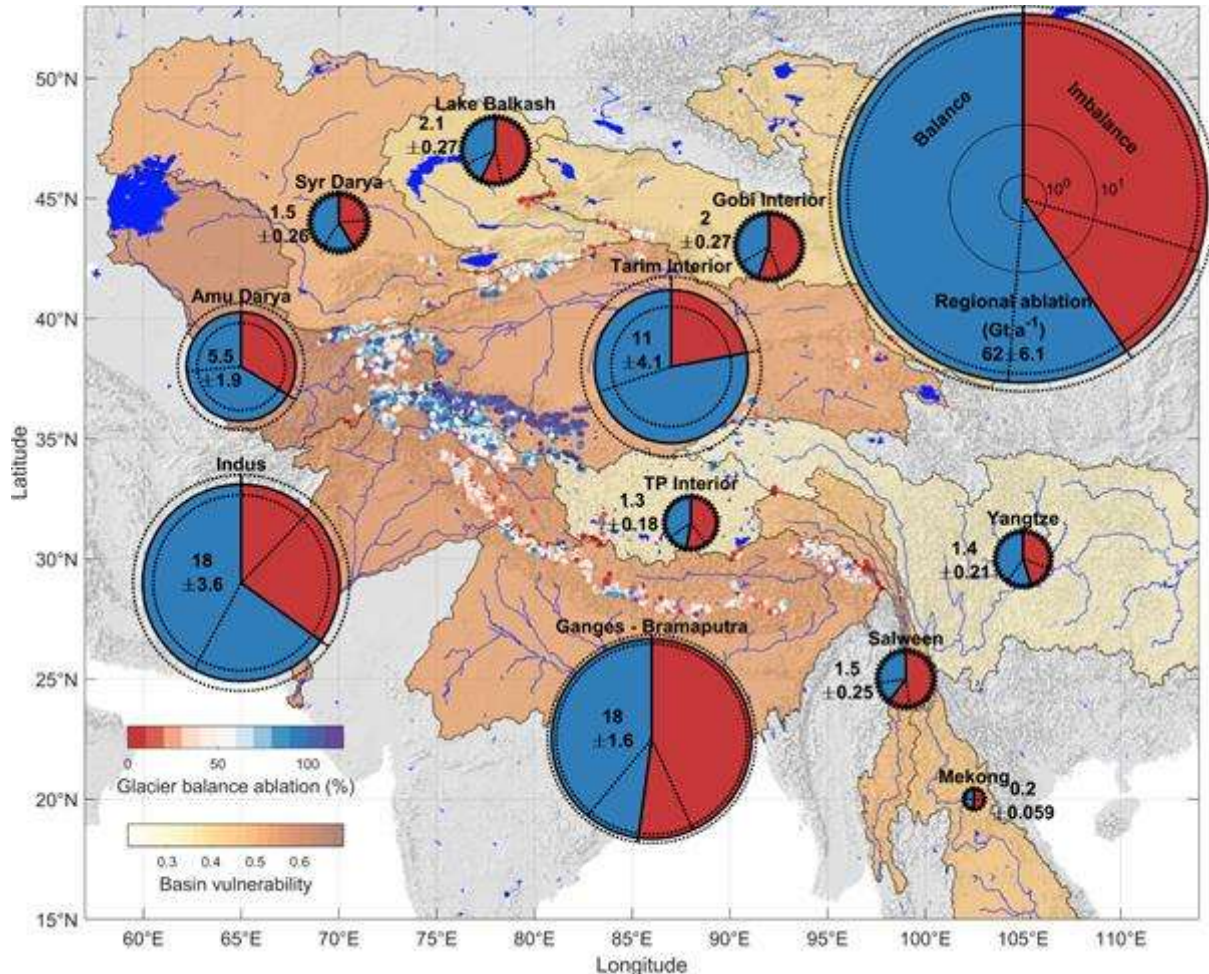 50°N
45°N
40°N
35°N
30°N
25°N
20°N
15°N
Latitude
60°E
65°E
70°E
75°E
80°E
85°E
90°E
95°E
100°E
105°E
110°E
Longitude
Balance
Imbalance
10⁰
10¹
Regional ablation
(Gt a⁻¹)
62±6.1
Lake Balkash
2.1
±0.27
Syr Darya
1.5
±0.26
Gobi Interior
2
±0.27
Tarim Interior
11
±4.1
Amu Darya
5.5
±1.9
Indus
18
±3.6
TP Interior
1.3
±0.18
Yangtze
1.4
±0.21
Ganges - Bramaputra
18
±1.6
Salween
1.5
±0.25
Mekong
0.2
±0.059
0
50
100
Glacier balance ablation (%)
0.3
0.4
0.5
0.6
Basin vulnerability